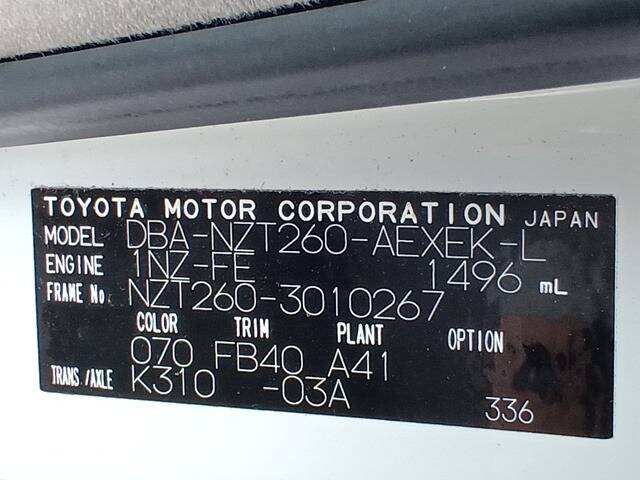 TOYOTA MOTOR CORPORATION JAPAN
MODEL DBA-NZT260-AEXEK-L
ENGINE 1NZ-FE 1496 mL
FRAME No. NZT260-3010267
COLOR TRIM PLANT OPTION
070 FB40 A41
TRANS./AXLE K310 -03A
336